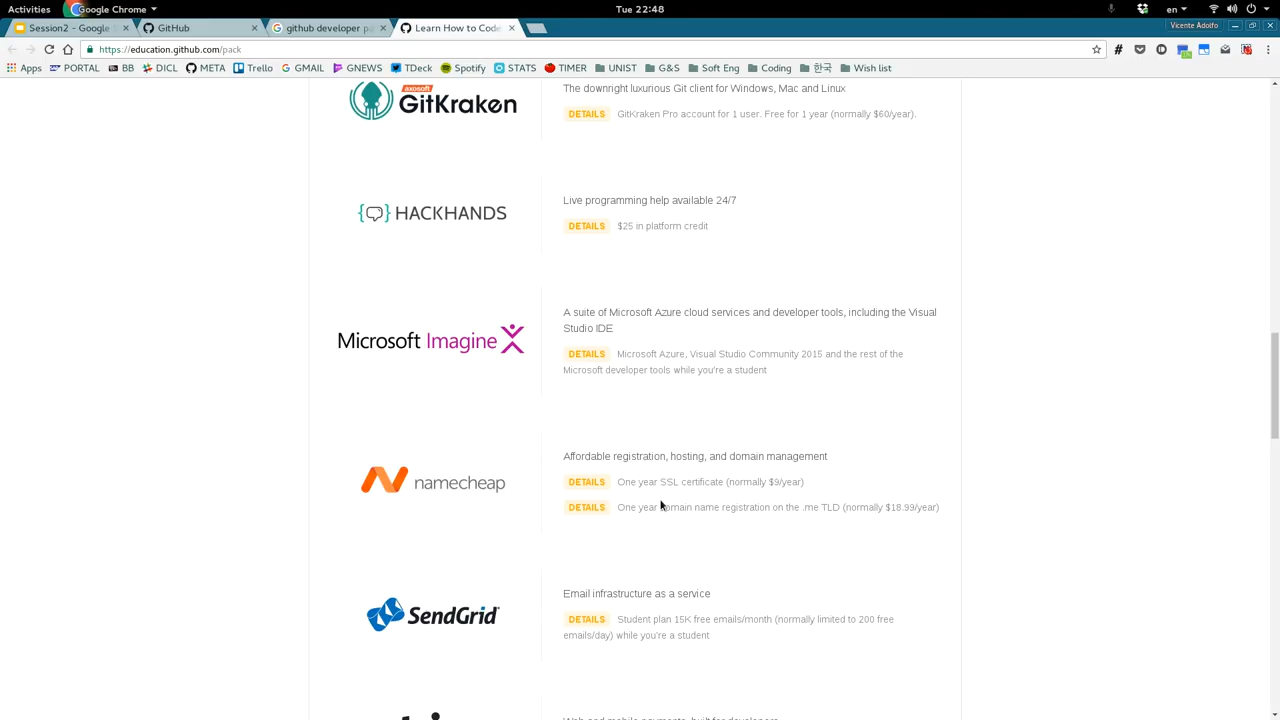 Activities Google Chrome Tue 22:48 en
Session2 - Google GitHub github developer pa Learn How to Code Vicente Adolfo
https://education.github.com/pack
Apps PORTAL BB DICL META Trello GMAIL GNEWS TDeck Spotify STATS TIMER UNIST G&S Soft Eng Coding 한국 Wish list
axosoft
GitKraken
The downright luxurious Git client for Windows, Mac and Linux
DETAILS GitKraken Pro account for 1 user. Free for 1 year (normally $60/year).
HACKHANDS
Live programming help available 24/7
DETAILS $25 in platform credit
Microsoft Imagine
A suite of Microsoft Azure cloud services and developer tools, including the Visual
Studio IDE
DETAILS Microsoft Azure, Visual Studio Community 2015 and the rest of the
Microsoft developer tools while you're a student
namecheap
Affordable registration, hosting, and domain management
DETAILS One year SSL certificate (normally $9/year)
DETAILS One year domain name registration on the .me TLD (normally $18.99/year)
SendGrid
Email infrastructure as a service
DETAILS Student plan 15K free emails/month (normally limited to 200 free
emails/day) while you're a student
Web and mobile payments, built for developers